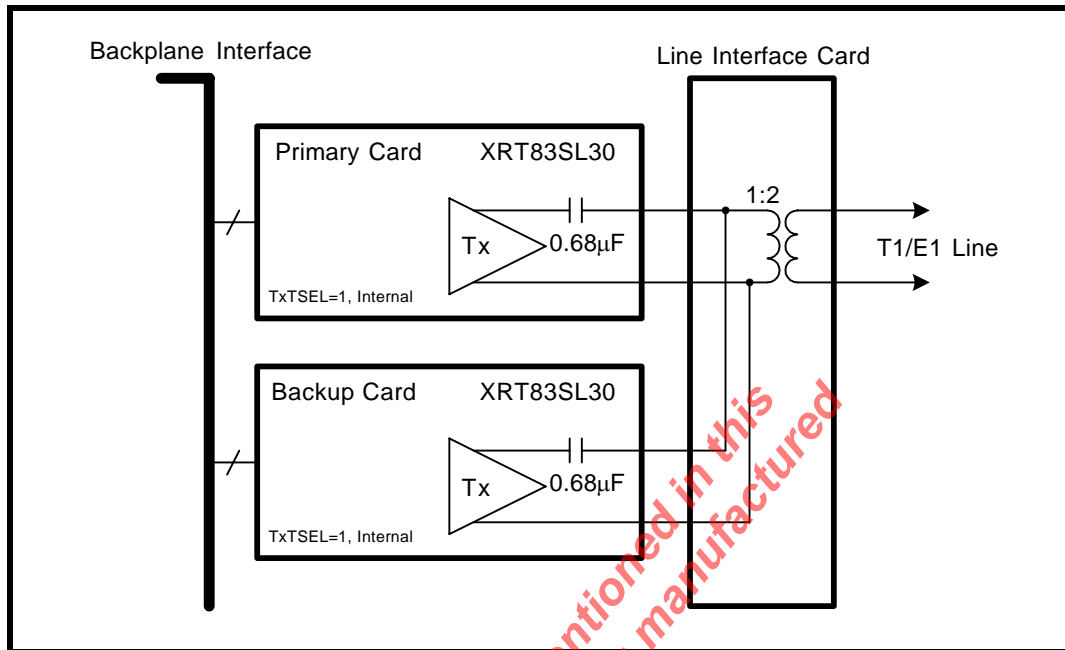 Backplane Interface
Line Interface Card
Primary Card XRT83SL30
1:2
Tx
0.68μF
T1/E1 Line
TxTSEL=1, Internal
Backup Card XRT83SL30
Tx
0.68μF
TxTSEL=1, Internal
mentioned in this
manufactured